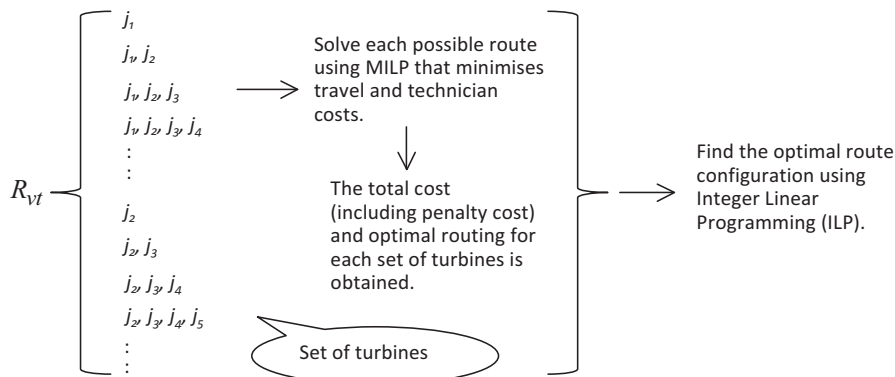 R_vt
j₁
j₁, j₂
j₁, j₂, j₃
j₁, j₂, j₃, j₄
:
:
j₂
j₂, j₃
j₂, j₃, j₄
j₂, j₃, j₄, j₅
:
:
Solve each possible route
using MILP that minimises
travel and technician
costs.
The total cost
(including penalty cost)
and optimal routing for
each set of turbines is
obtained.
Set of turbines
Find the optimal route
configuration using
Integer Linear
Programming (ILP).